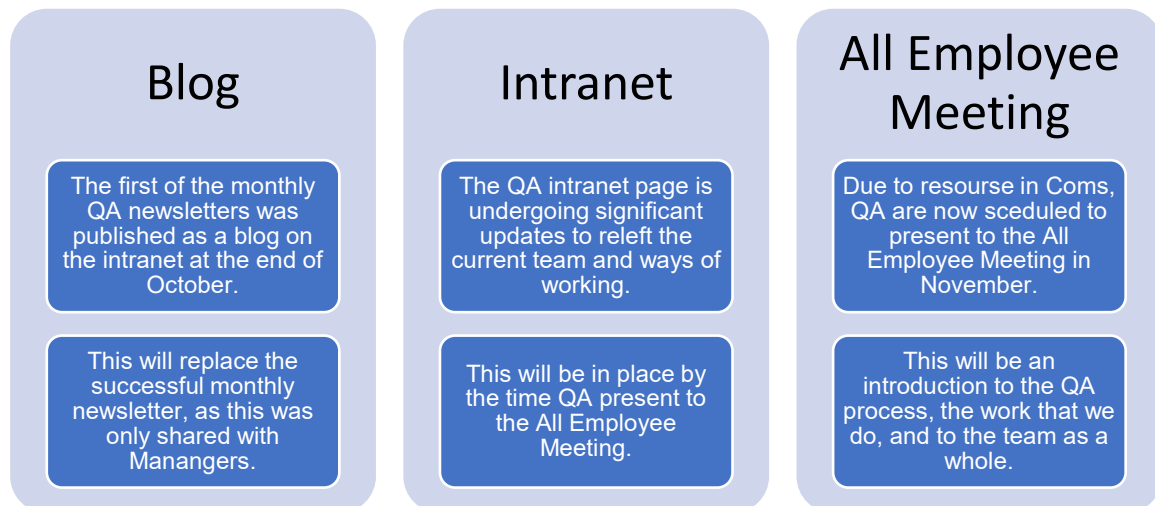 Blog
The first of the monthly
QA newsletters was
published as a blog on
the intranet at the end of
October.
This will replace the
successful monthly
newsletter, as this was
only shared with
Manangers.
Intranet
The QA intranet page is
undergoing significant
updates to releft the
current team and ways of
working.
This will be in place by
the time QA present to
the All Employee
Meeting.
All Employee
Meeting
Due to resourse in Coms,
QA are now sceduled to
present to the All
Employee Meeting in
November.
This will be an
introduction to the QA
process, the work that we
do, and to the team as a
whole.